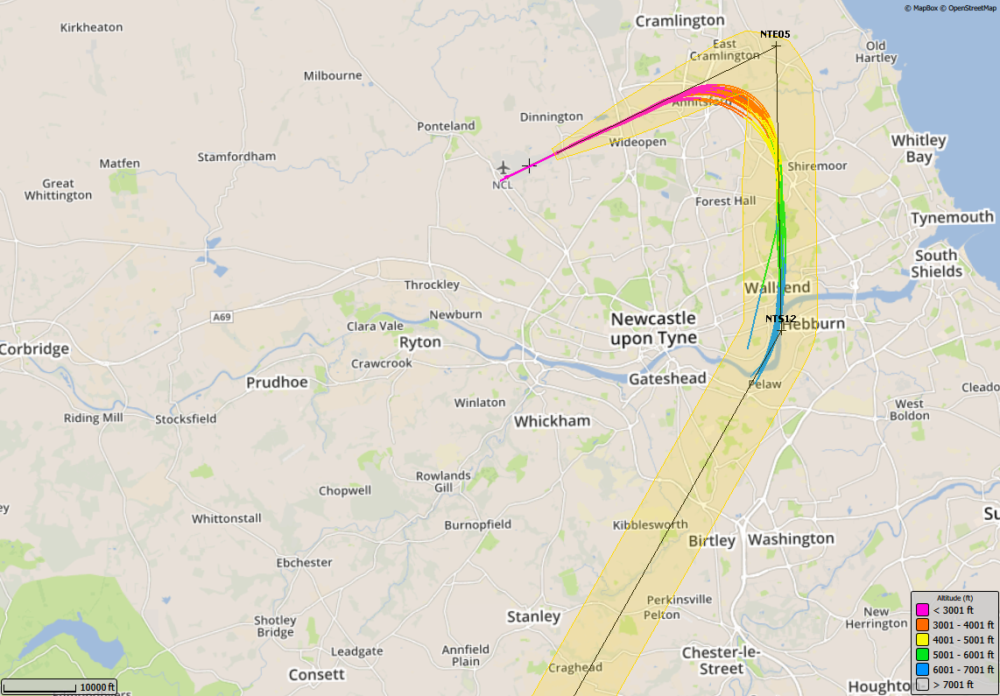 © MapBox © OpenStreetMap
Cramlington
Kirkheaton
NTE05
East
Cramlington
Old
Hartley
Milbourne
Annitsford
Dinnington
Ponteland
Wideopen
Whitley
Bay
Stamfordham
Matfen
Shiremoor
Great
Whittington
NCL
Forest Hall
Tynemouth
South
Shields
Throckley
Wallsend
A69
Newburn
Newcastle
upon Tyne
NTS12
Hebburn
Clara Vale
Ryton
Corbridge
Crawcrook
Prudhoe
Gateshead
Pelaw
Cleado
Winlaton
West
Boldon
Riding Mill
Stocksfield
Whickham
Rowlands
Gill
Chopwell
ey
Su
Whittonstall
Burnopfield
Kibblesworth
Birtley
Washington
Ebchester
Perkinsville
Pelton
Altitude (ft)
< 3001 ft
3001 - 4001 ft
4001 - 5001 ft
5001 - 6001 ft
6001 - 7001 ft
> 7001 ft
New
Herrington
Stanley
Shotley
Bridge
Leadgate
Annfield
Plain
Chester-le-
Street
Craghead
Consett
10000 ft
Houghton